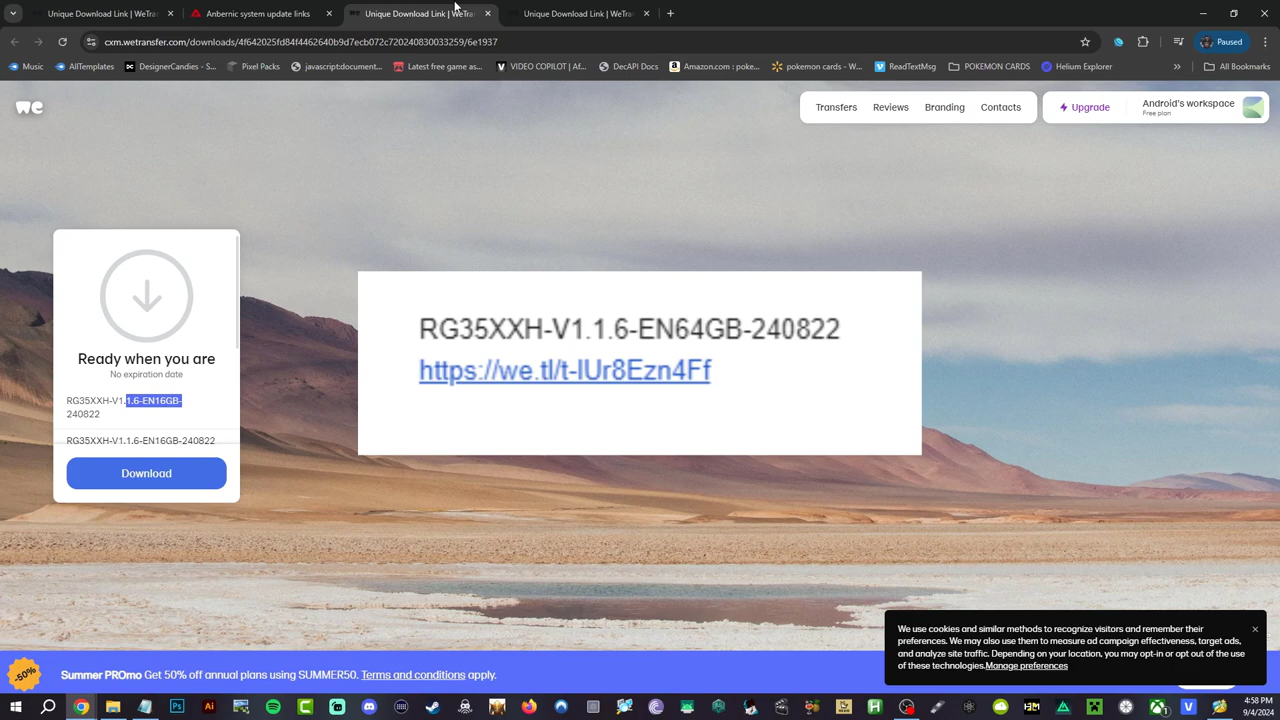 Unique Download Link | WeTran
Anbernic system update links
Unique Download Link | WeTran
Unique Download Link | WeTran
cxm.wetransfer.com/downloads/4f642025fd84f4462640b9d7ecb072c720240830033259/6e1937
Paused
Music
AllTemplates
DesignerCandies - S...
Pixel Packs
javascript:document...
Latest free game as...
VIDEO COPILOT | Af...
DecAPI Docs
Amazon.com : poke...
pokemon cards - W...
ReadTextMsg
POKEMON CARDS
Helium Explorer
All Bookmarks
we
Transfers
Reviews
Branding
Contacts
Upgrade
Android's workspace
Free plan
Ready when you are
No expiration date
RG35XXH-V1.1.6-EN16GB-
240822
RG35XXH-V1.1.6-EN16GB-240822
Download
RG35XXH-V1.1.6-EN64GB-240822
https://we.tl/t-lUr8Ezn4Ff
We use cookies and similar methods to recognize visitors and remember their
preferences. We may also use them to measure ad campaign effectiveness, target ads,
and analyze site traffic. Depending on your location, you may opt-in or opt out of the use
of these technologies.Manage preferences
-50%
Summer PROmo Get 50% off annual plans using SUMMER50. Terms and conditions apply.
4:58 PM
9/4/2024